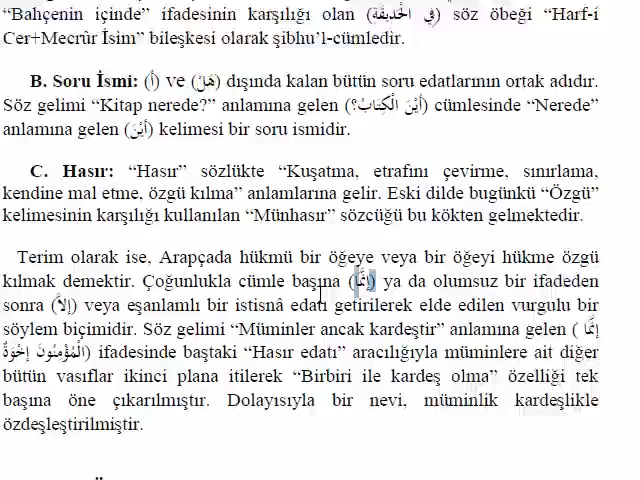 “Bahçenin içinde” ifadesinin karşılığı olan (فِي الْحَدِيقَةِ) söz öbeği “Harf-i
Cer+Mecrûr İsim” bileşkesi olarak şibhu’l-cümledir.
B. Soru İsmi: (أَ) ve (هَلْ) dışında kalan bütün soru edatlarının ortak adıdır.
Söz gelimi “Kitap nerede?” anlamına gelen (أَيْنَ الْكِتَابُ؟) cümlesinde “Nerede”
anlamına gelen (أَيْنَ) kelimesi bir soru ismidir.
C. Hasır: “Hasır” sözlükte “Kuşatma, etrafını çevirme, sınırlama,
kendine mal etme, özgü kılma” anlamlarına gelir. Eski dilde bugünkü “Özgü”
kelimesinin karşılığı kullanılan “Münhasır” sözcüğü bu kökten gelmektedir.
Terim olarak ise, Arapçada hükmü bir öğeye veya bir öğeyi hükme özgü
kılmak demektir. Çoğunlukla cümle başına (إِنَّمَا) ya da olumsuz bir ifadeden
sonra (إِلاَّ) veya eşanlamlı bir istisnâ edatı getirilerek elde edilen vurgulu bir
söylem biçimidir. Söz gelimi “Müminler ancak kardeştir” anlamına gelen ( إِنَّمَا
الْمُؤْمِنُونَ إِخْوَةٌ) ifadesinde baştaki “Hasır edatı” aracılığıyla müminlere ait diğer
bütün vasıflar ikinci plana itilerek “Birbiri ile kardeş olma” özelliği tek
başına öne çıkarılmıştır. Dolayısıyla bir nevi, müminlik kardeşlikle
özdeşleştirilmiştir.